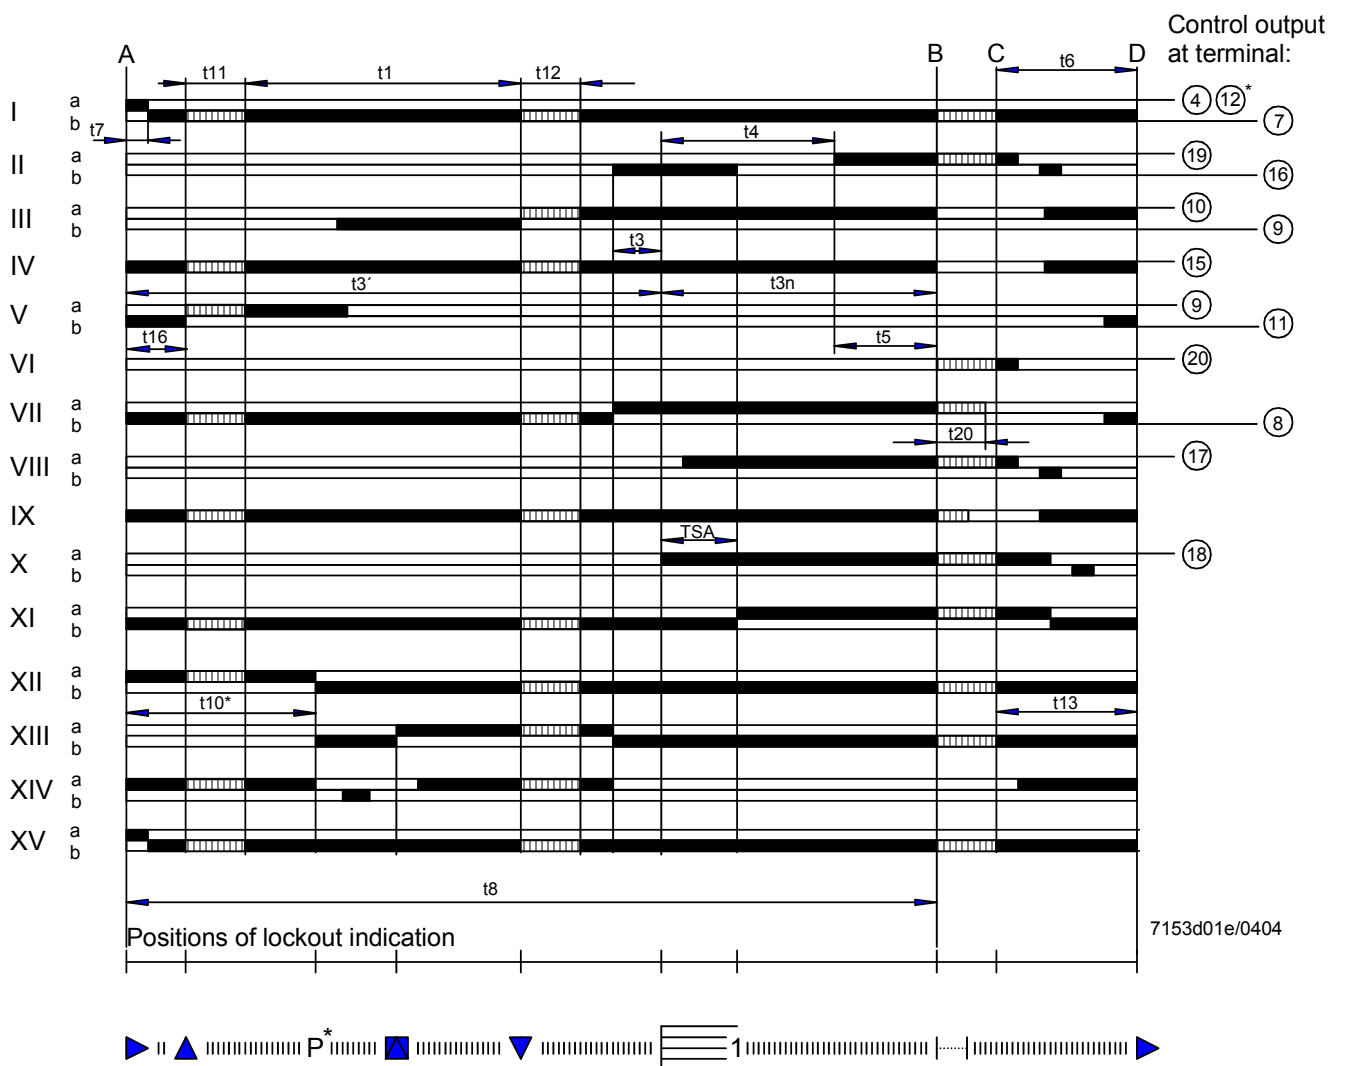 Control output
at terminal:
A B C D
t11 t1 t12 t6
I a b 4 12* 7
t7 t4
II a b 19 16
III a b 10 9
t3
IV 15
t3´ t3n
V a b 9 11
t16 t5
VI 20
VII a b 8
t20
VIII a b 17
IX
TSA
X a b 18
XI a b
XII a b
t10* t13
XIII a b
XIV a b
XV a b
t8
7153d01e/0404
Positions of lockout indication
P* 1